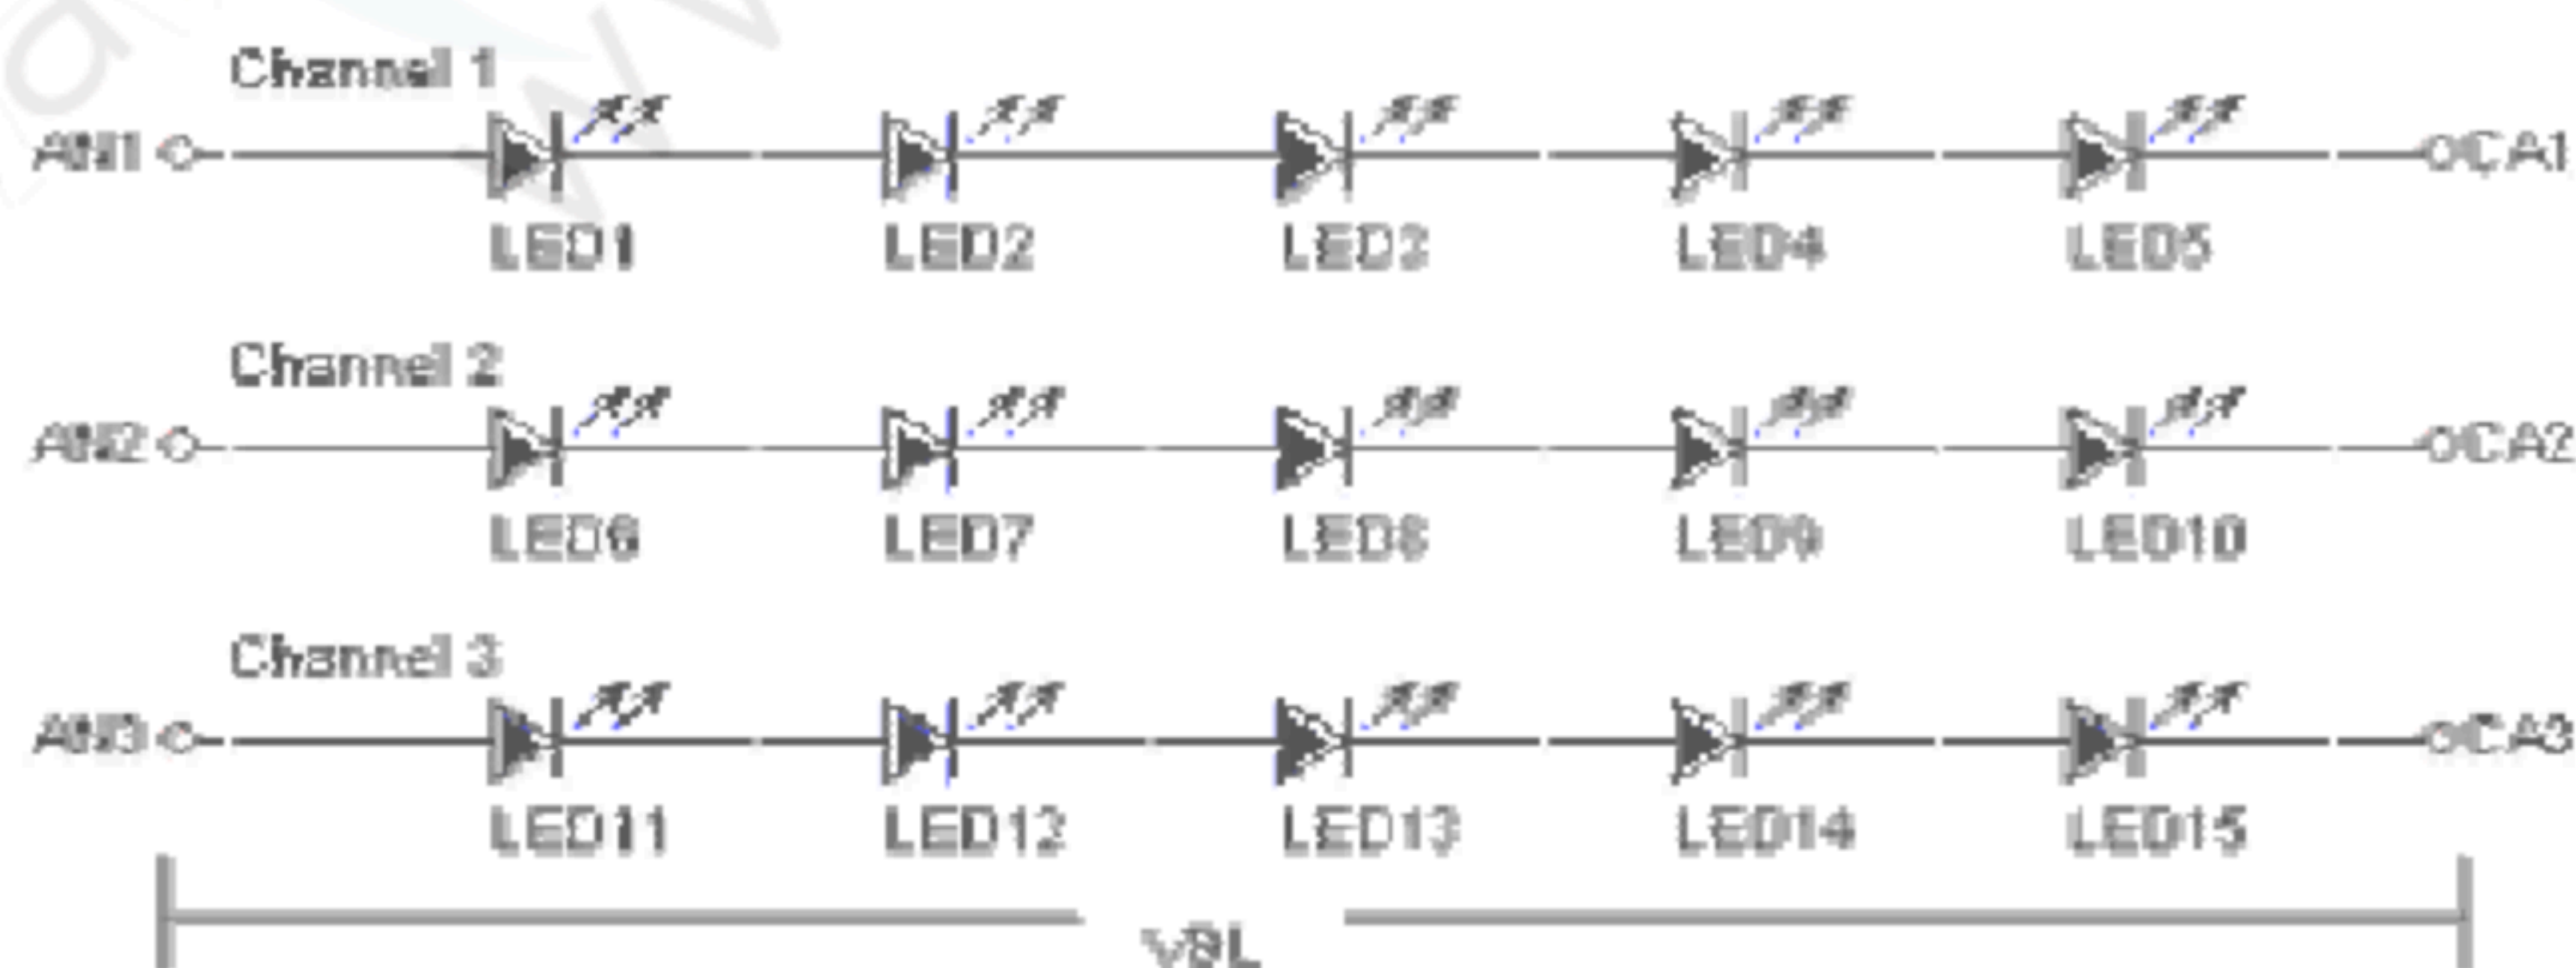 Channel 1
AN1 CA1
LED1 LED2 LED3 LED4 LED5
Channel 2
AN2 CA2
LED6 LED7 LED8 LED9 LED10
Channel 3
AN3 CA3
LED11 LED12 LED13 LED14 LED15
VBL